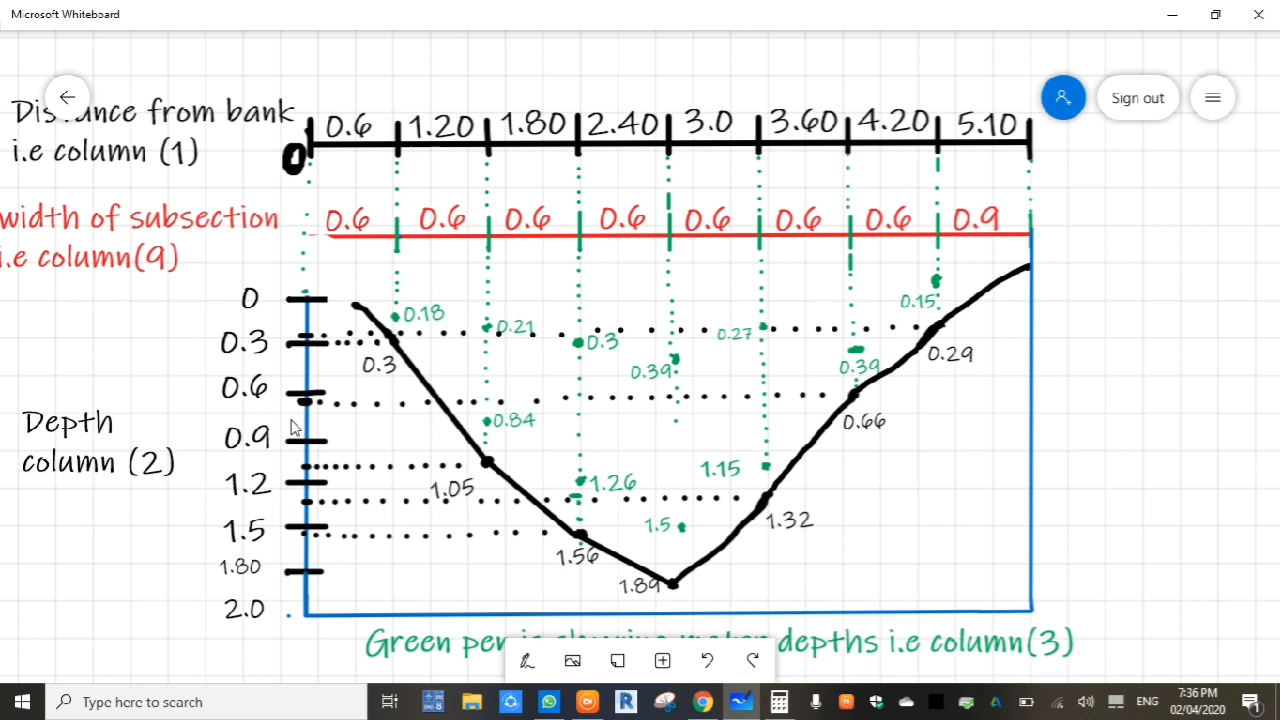 Microsoft Whiteboard
Distance from bank
i.e column (1)
0
0.6 1.20 1.80 2.40 3.0 3.60 4.20 5.10
Sign out
width of subsection
i.e column(9)
0.6 0.6 0.6 0.6 0.6 0.6 0.6 0.9
0
0.3
0.6
0.9
1.2
1.5
1.80
2.0
Depth
column (2)
0.18
0.21
0.3
0.39
0.27
0.39
0.15
0.3
0.29
0.84
0.66
1.05
1.26
1.15
1.5
1.32
1.56
1.89
Green pen is depths i.e column(3)
Type here to search
ENG
7:36 PM
02/04/2020